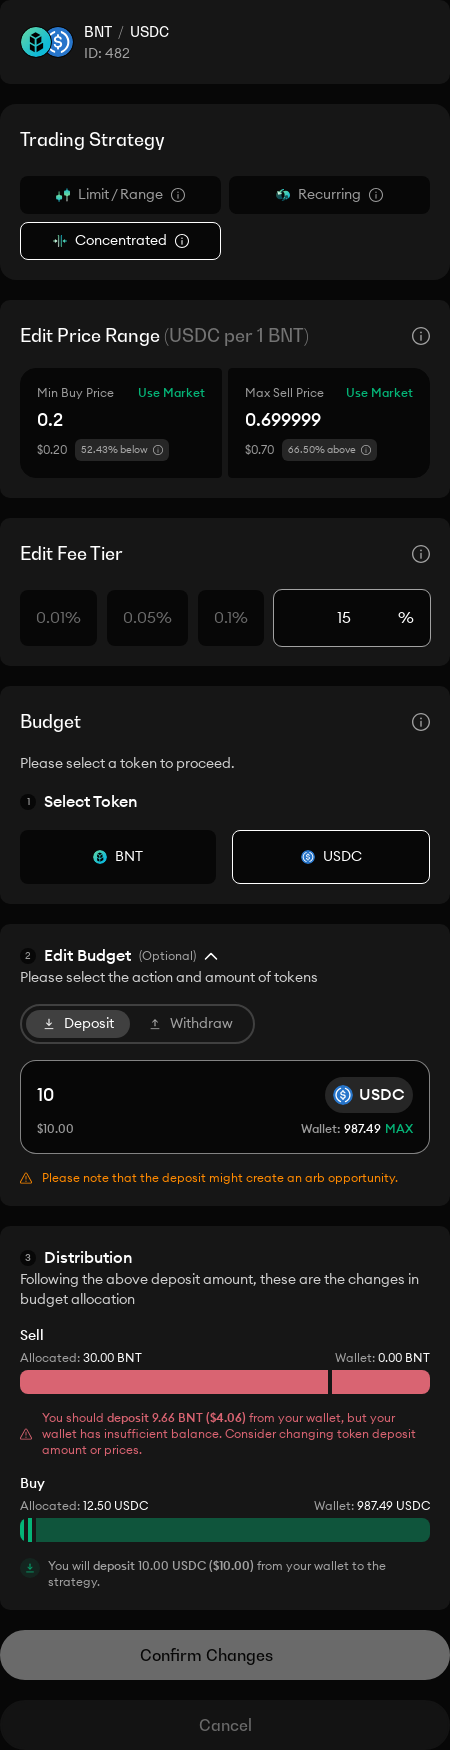 BNT / USDC
ID: 482
Trading Strategy
Limit / Range
Recurring
Concentrated
Edit Price Range (USDC per 1 BNT)
Min Buy Price Use Market
0.2
$0.20 52.43% below
Max Sell Price Use Market
0.699999
$0.70 66.50% above
Edit Fee Tier
0.01% 0.05% 0.1% 15 %
Budget
Please select a token to proceed.
1 Select Token
BNT USDC
2 Edit Budget (Optional)
Please select the action and amount of tokens
Deposit Withdraw
10 USDC
$10.00 Wallet: 987.49 MAX
Please note that the deposit might create an arb opportunity.
3 Distribution
Following the above deposit amount, these are the changes in
budget allocation
Sell
Allocated: 30.00 BNT Wallet: 0.00 BNT
You should deposit 9.66 BNT ($4.06) from your wallet, but your
wallet has insufficient balance. Consider changing token deposit
amount or prices.
Buy
Allocated: 12.50 USDC Wallet: 987.49 USDC
You will deposit 10.00 USDC ($10.00) from your wallet to the
strategy.
Confirm Changes
Cancel